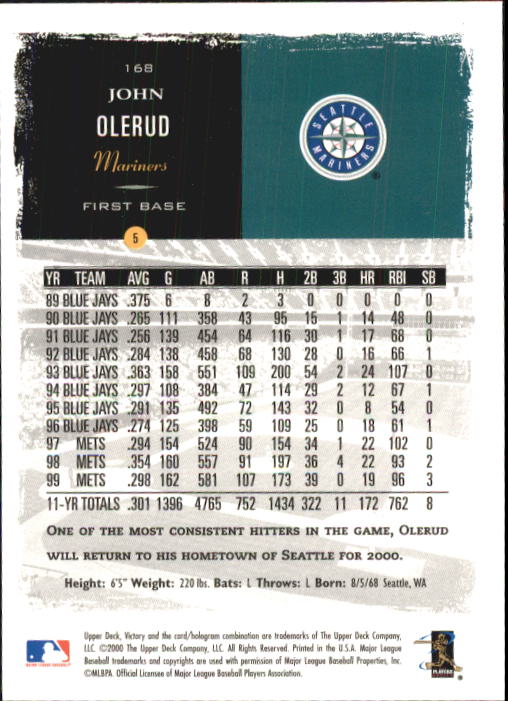 168
JOHN
OLERUD
Mariners
FIRST BASE
SEATTLE MARINERS
®
5
YR TEAM AVG G AB R H 2B 3B HR RBI SB
89 BLUE JAYS .375 6 8 2 3 0 0 0 0 0
90 BLUE JAYS .265 111 358 43 95 15 1 14 48 0
91 BLUE JAYS .256 139 454 64 116 30 1 17 68 0
92 BLUE JAYS .284 138 458 68 130 28 0 16 66 1
93 BLUE JAYS .363 158 551 109 200 54 2 24 107 0
94 BLUE JAYS .297 108 384 47 114 29 2 12 67 1
95 BLUE JAYS .291 135 492 72 143 32 0 8 54 0
96 BLUE JAYS .274 125 398 59 109 25 0 18 61 1
97 METS .294 154 524 90 154 34 1 22 102 0
98 METS .354 160 557 91 197 36 4 22 93 2
99 METS .298 162 581 107 173 39 0 19 96 3
11-YR TOTALS .301 1396 4765 752 1434 322 11 172 762 8
ONE OF THE MOST CONSISTENT HITTERS IN THE GAME, OLERUD
WILL RETURN TO HIS HOMETOWN OF SEATTLE FOR 2000.
Height: 6'5" Weight: 220 lbs. Bats: L Throws: L Born: 8/5/68 Seattle, WA
Upper Deck, Victory and the card/hologram combination are trademarks of The Upper Deck Company,
LLC. ©2000 The Upper Deck Company, LLC. All Rights Reserved. Printed in the U.S.A. Major League
Baseball trademarks and copyrights are used with permission of Major League Baseball Properties, Inc.
©MLBPA. Official Licensee of Major League Baseball Players Association.
MAJOR LEAGUE BASEBALL
PLAYERS